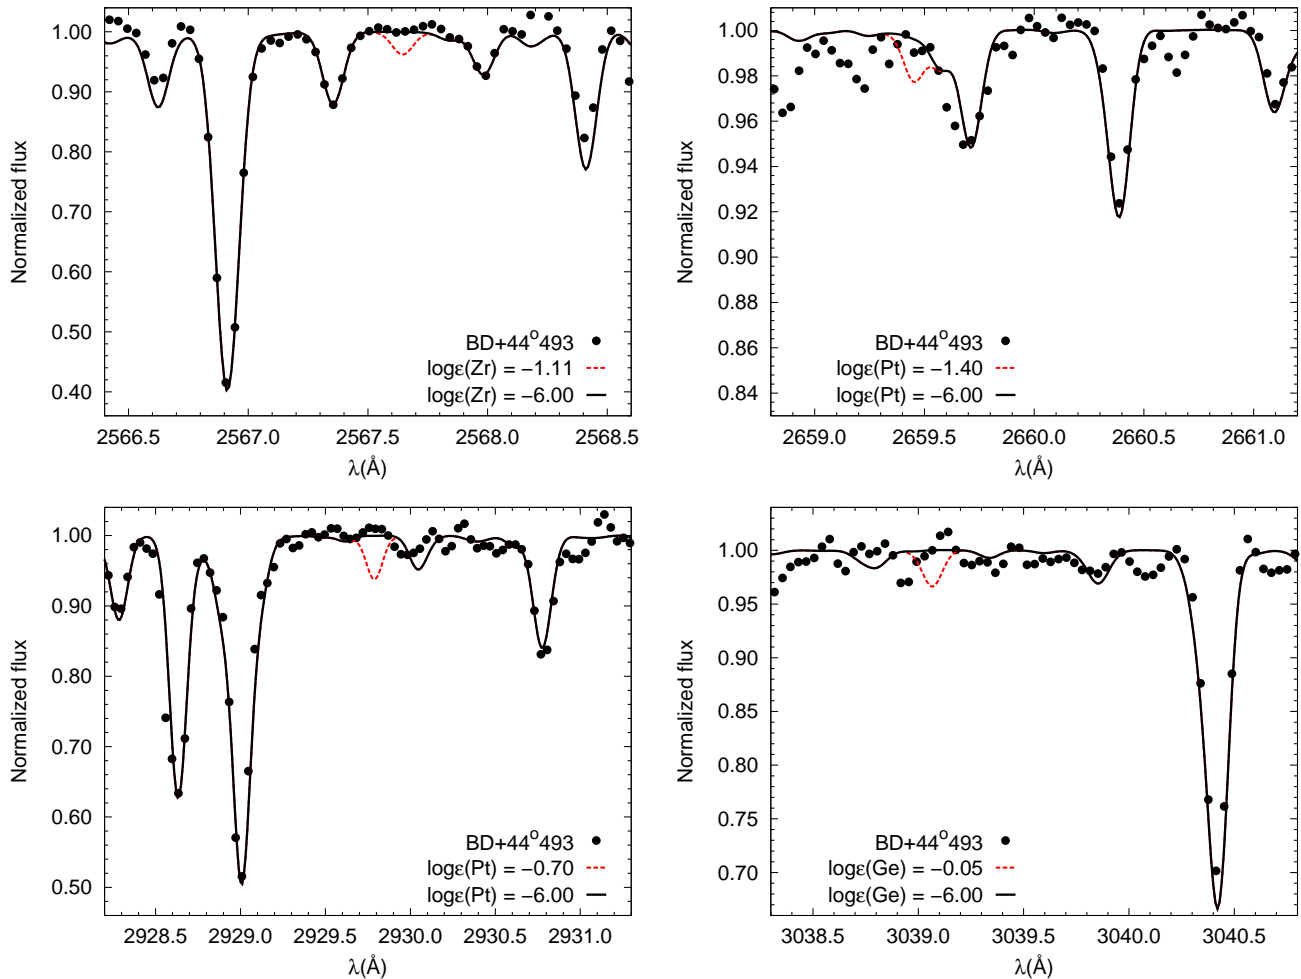 1.00
0.90
0.80
0.70
0.60
0.50
0.40
Normalized flux
BD+44°493
logε(Zr) = −1.11
logε(Zr) = −6.00
2566.5 2567.0 2567.5 2568.0 2568.5
λ(Å)
1.00
0.98
0.96
0.94
0.92
0.90
0.88
0.86
0.84
Normalized flux
BD+44°493
logε(Pt) = −1.40
logε(Pt) = −6.00
2659.0 2659.5 2660.0 2660.5 2661.0
λ(Å)
1.00
0.90
0.80
0.70
0.60
0.50
Normalized flux
BD+44°493
logε(Pt) = −0.70
logε(Pt) = −6.00
2928.5 2929.0 2929.5 2930.0 2930.5 2931.0
λ(Å)
1.00
0.95
0.90
0.85
0.80
0.75
0.70
Normalized flux
BD+44°493
logε(Ge) = −0.05
logε(Ge) = −6.00
3038.5 3039.0 3039.5 3040.0 3040.5
λ(Å)